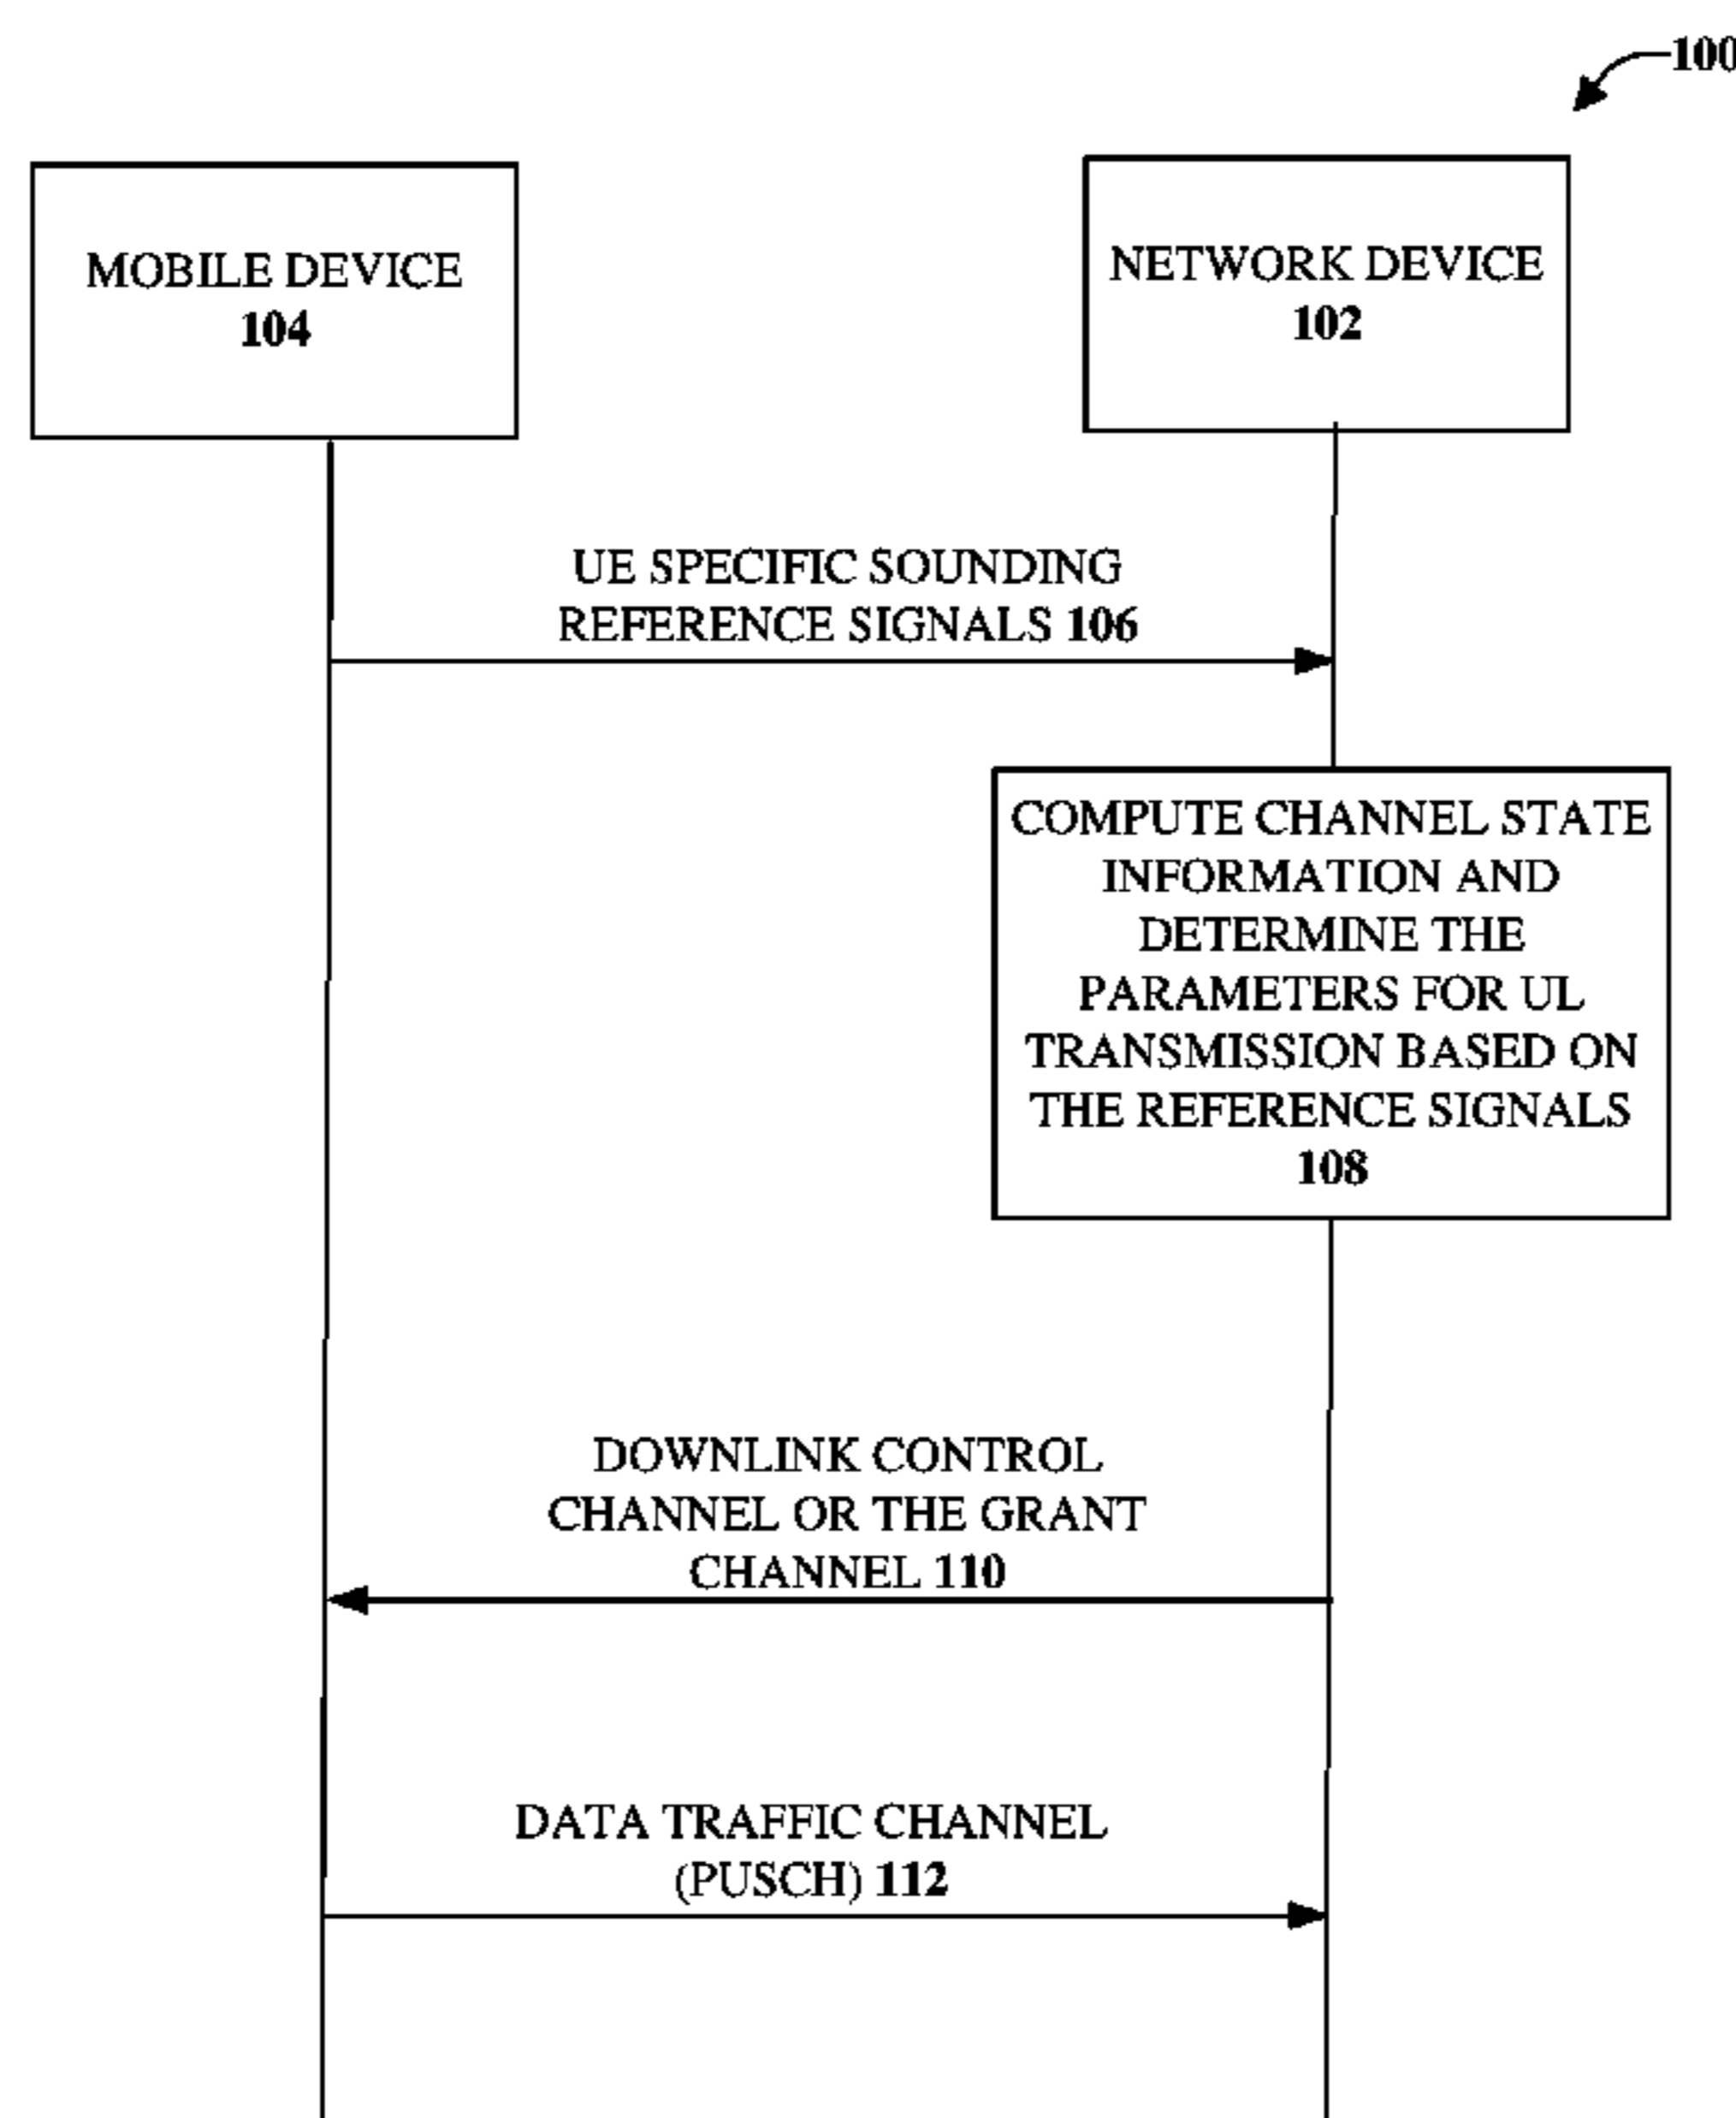 100
MOBILE DEVICE
104
NETWORK DEVICE
102
UE SPECIFIC SOUNDING
REFERENCE SIGNALS 106
COMPUTE CHANNEL STATE
INFORMATION AND
DETERMINE THE
PARAMETERS FOR UL
TRANSMISSION BASED ON
THE REFERENCE SIGNALS
108
DOWNLINK CONTROL
CHANNEL OR THE GRANT
CHANNEL 110
DATA TRAFFIC CHANNEL
(PUSCH) 112